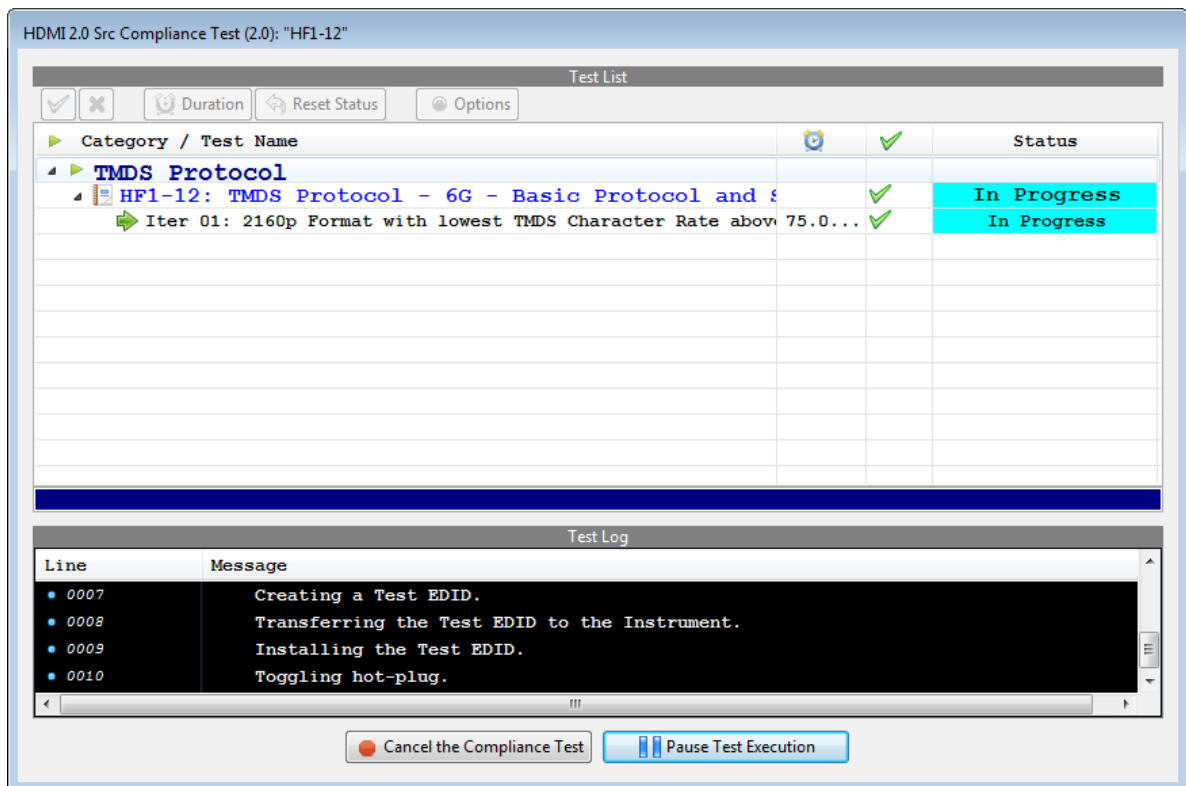 HDMI 2.0 Src Compliance Test (2.0): "HF1-12"
Test List
Duration Reset Status Options
Category / Test Name Status
TMDS Protocol
HF1-12: TMDS Protocol - 6G - Basic Protocol and In Progress
Iter 01: 2160p Format with lowest TMDS Character Rate abov 75.0... In Progress
Test Log
Line Message
0007 Creating a Test EDID.
0008 Transferring the Test EDID to the Instrument.
0009 Installing the Test EDID.
0010 Toggling hot-plug.
Cancel the Compliance Test Pause Test Execution